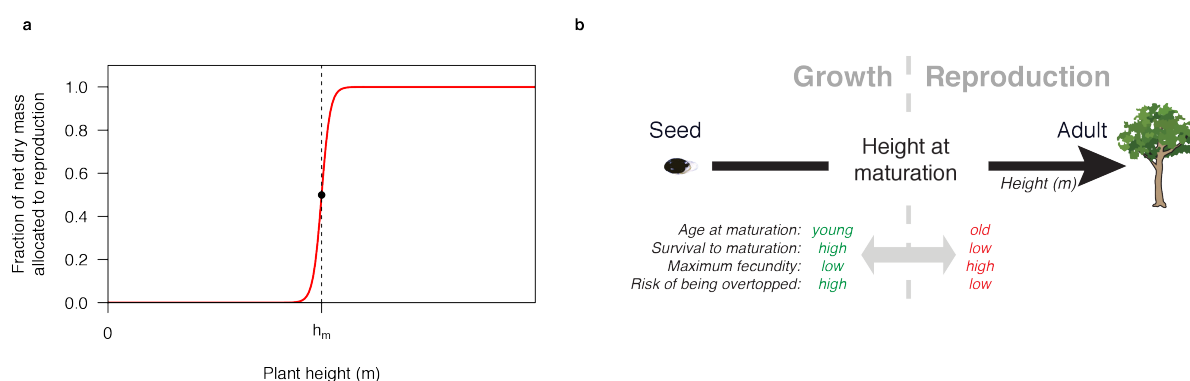 a
Fraction of net dry mass
allocated to reproduction
1.0
0.8
0.6
0.4
0.2
0.0
0
hm
Plant height (m)
b
Growth
Reproduction
Seed
Height at
maturation
Adult
Height (m)
Age at maturation: young old
Survival to maturation: high low
Maximum fecundity: low high
Risk of being overtopped: high low